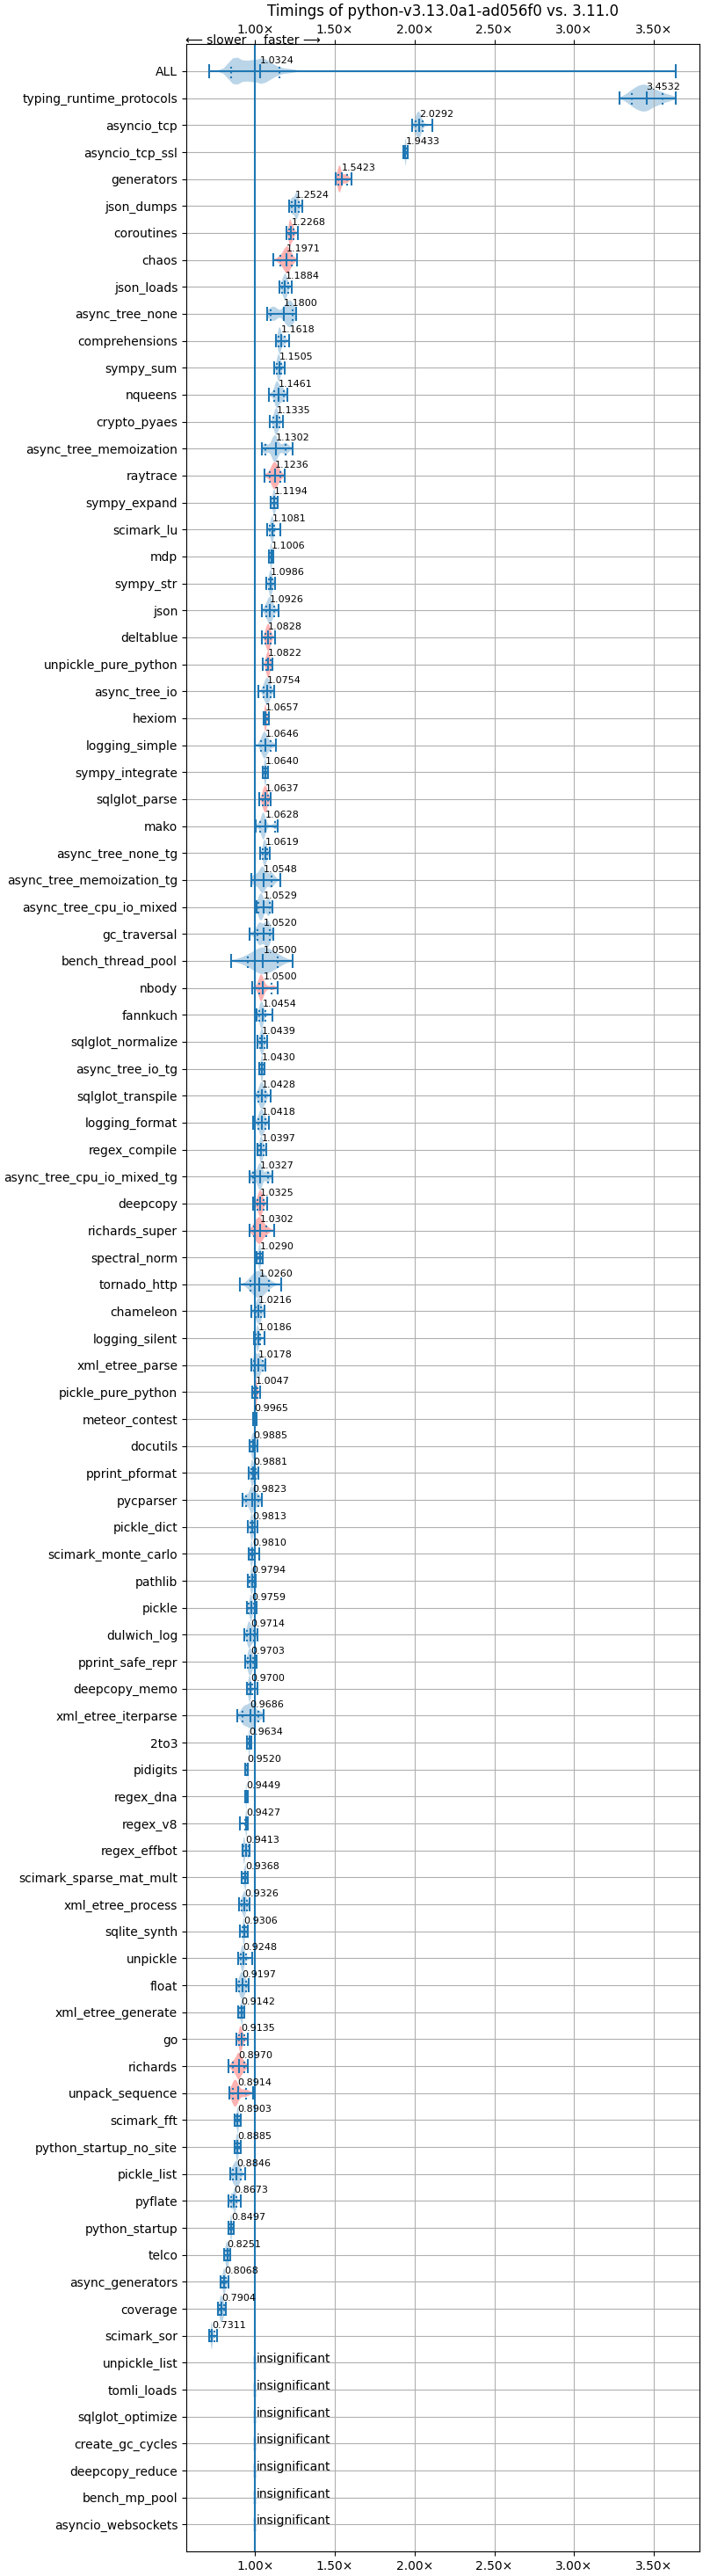 Timings of python-v3.13.0a1-ad056f0 vs. 3.11.0
1.00× 1.50× 2.00× 2.50× 3.00× 3.50×
⟵ slower faster ⟶
ALL 1.0324
typing_runtime_protocols 3.4532
asyncio_tcp 2.0292
asyncio_tcp_ssl 1.9433
generators 1.5423
json_dumps 1.2524
coroutines 1.2268
chaos 1.1971
json_loads 1.1884
async_tree_none 1.1800
comprehensions 1.1618
sympy_sum 1.1505
nqueens 1.1461
crypto_pyaes 1.1335
async_tree_memoization 1.1302
raytrace 1.1236
sympy_expand 1.1194
scimark_lu 1.1081
mdp 1.1006
sympy_str 1.0986
json 1.0926
deltablue 1.0828
unpickle_pure_python 1.0822
async_tree_io 1.0754
hexiom 1.0657
logging_simple 1.0646
sympy_integrate 1.0640
sqlglot_parse 1.0637
mako 1.0628
async_tree_none_tg 1.0619
async_tree_memoization_tg 1.0548
async_tree_cpu_io_mixed 1.0529
gc_traversal 1.0520
bench_thread_pool 1.0500
nbody 1.0500
fannkuch 1.0454
sqlglot_normalize 1.0439
async_tree_io_tg 1.0430
sqlglot_transpile 1.0428
logging_format 1.0418
regex_compile 1.0397
async_tree_cpu_io_mixed_tg 1.0327
deepcopy 1.0325
richards_super 1.0302
spectral_norm 1.0290
tornado_http 1.0260
chameleon 1.0216
logging_silent 1.0186
xml_etree_parse 1.0178
pickle_pure_python 1.0047
meteor_contest 0.9965
docutils 0.9885
pprint_pformat 0.9881
pycparser 0.9823
pickle_dict 0.9813
scimark_monte_carlo 0.9810
pathlib 0.9794
pickle 0.9759
dulwich_log 0.9714
pprint_safe_repr 0.9703
deepcopy_memo 0.9700
xml_etree_iterparse 0.9686
2to3 0.9634
pidigits 0.9520
regex_dna 0.9449
regex_v8 0.9427
regex_effbot 0.9413
scimark_sparse_mat_mult 0.9368
xml_etree_process 0.9326
sqlite_synth 0.9306
unpickle 0.9248
float 0.9197
xml_etree_generate 0.9142
go 0.9135
richards 0.8970
unpack_sequence 0.8914
scimark_fft 0.8903
python_startup_no_site 0.8885
pickle_list 0.8846
pyflate 0.8673
python_startup 0.8497
telco 0.8251
async_generators 0.8068
coverage 0.7904
scimark_sor 0.7311
unpickle_list insignificant
tomli_loads insignificant
sqlglot_optimize insignificant
create_gc_cycles insignificant
deepcopy_reduce insignificant
bench_mp_pool insignificant
asyncio_websockets insignificant
1.00× 1.50× 2.00× 2.50× 3.00× 3.50×